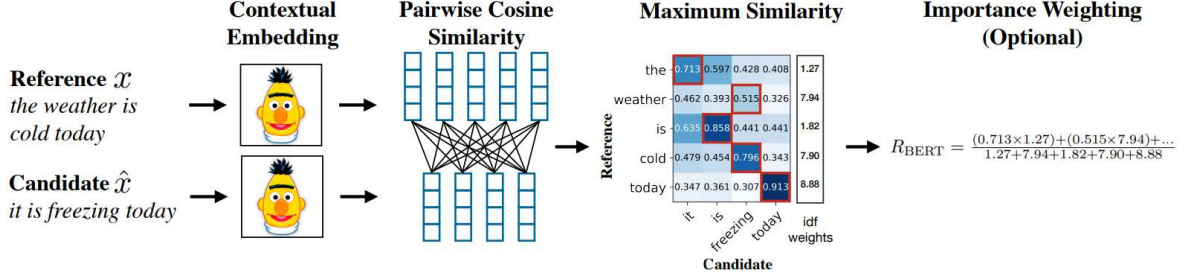 Contextual
Embedding
Pairwise Cosine
Similarity
Maximum Similarity
Importance Weighting
(Optional)
Reference x
the weather is
cold today
Candidate x̂
it is freezing today
Reference
the 0.713 0.597 0.428 0.408 1.27
weather 0.462 0.393 0.515 0.326 7.94
is 0.635 0.858 0.441 0.441 1.82
cold 0.479 0.454 0.796 0.343 7.90
today 0.347 0.361 0.307 0.913 8.88
it is freezing today
idf
weights
Candidate
R_BERT = (0.713×1.27)+(0.515×7.94)+... / 1.27+7.94+1.82+7.90+8.88